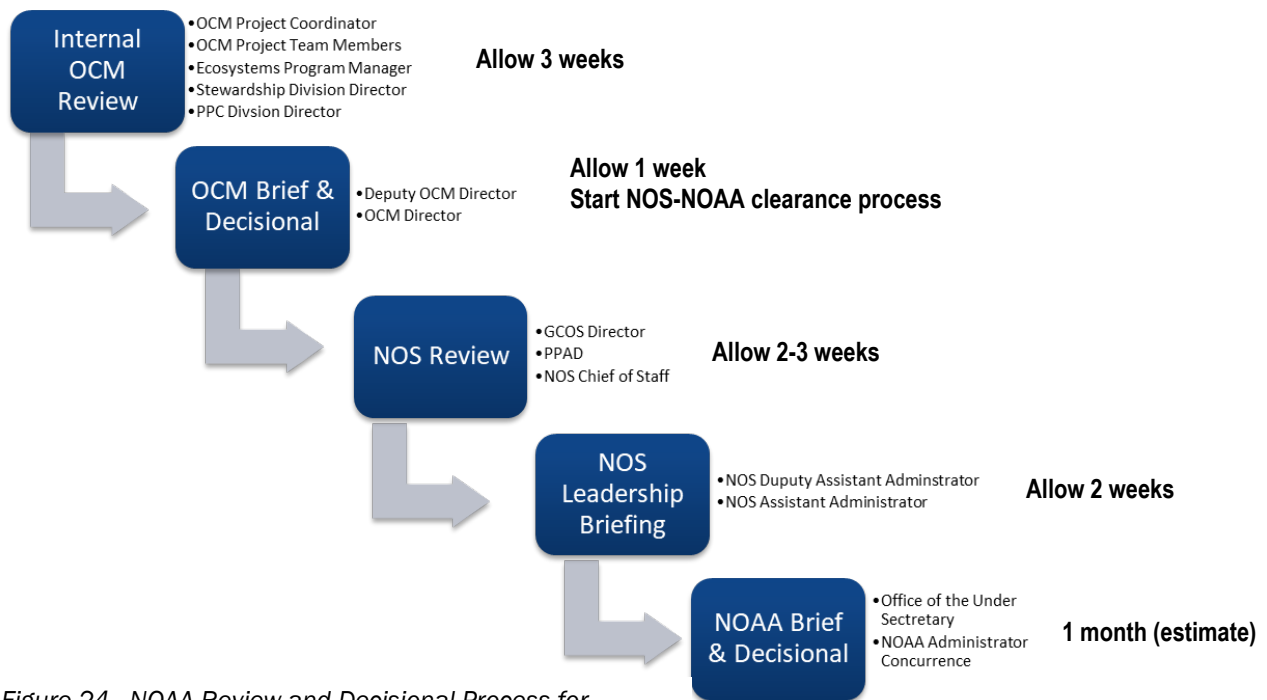 Internal
OCM
Review
•OCM Project Coordinator
•OCM Project Team Members
•Ecosystems Program Manager
•Stewardship Division Director
•PPC Divsion Director
Allow 3 weeks
OCM Brief &
Decisional
•Deputy OCM Director
•OCM Director
Allow 1 week
Start NOS-NOAA clearance process
NOS Review
•GCOS Director
•PPAD
•NOS Chief of Staff
Allow 2-3 weeks
NOS
Leadership
Briefing
•NOS Duputy Assistant Adminstrator
•NOS Assistant Administrator
Allow 2 weeks
NOAA Brief
& Decisional
•Office of the Under
Sectretary
•NOAA Administrator
Concurrence
1 month (estimate)
Figure 24. NOAA Review and Decisional Process for